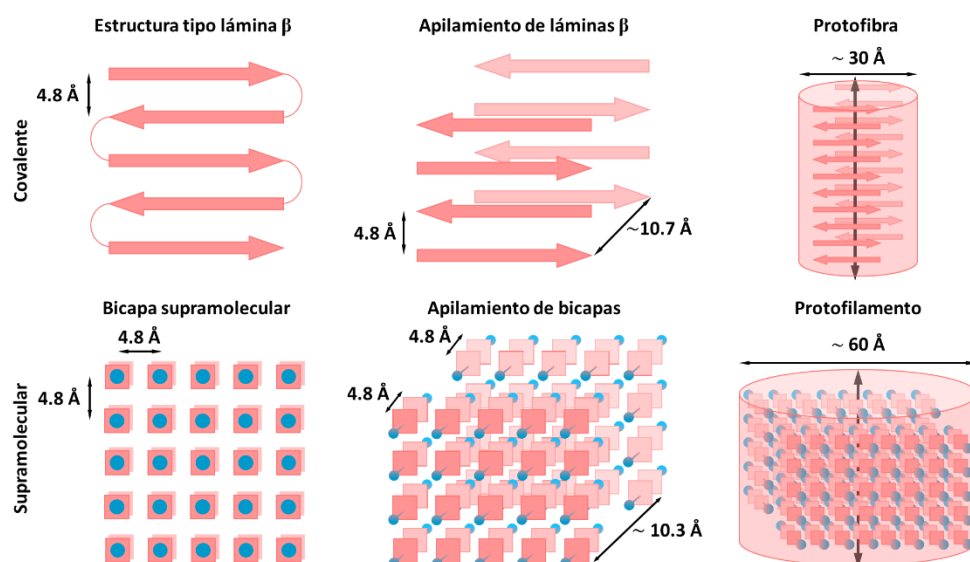 Estructura tipo lámina β
Apilamiento de láminas β
Protofibra
Covalente
4.8 Å
4.8 Å
~10.7 Å
~ 30 Å
Bicapa supramolecular
Apilamiento de bicapas
Protofilamento
Supramolecular
4.8 Å
4.8 Å
4.8 Å
4.8 Å
~ 10.3 Å
~ 60 Å